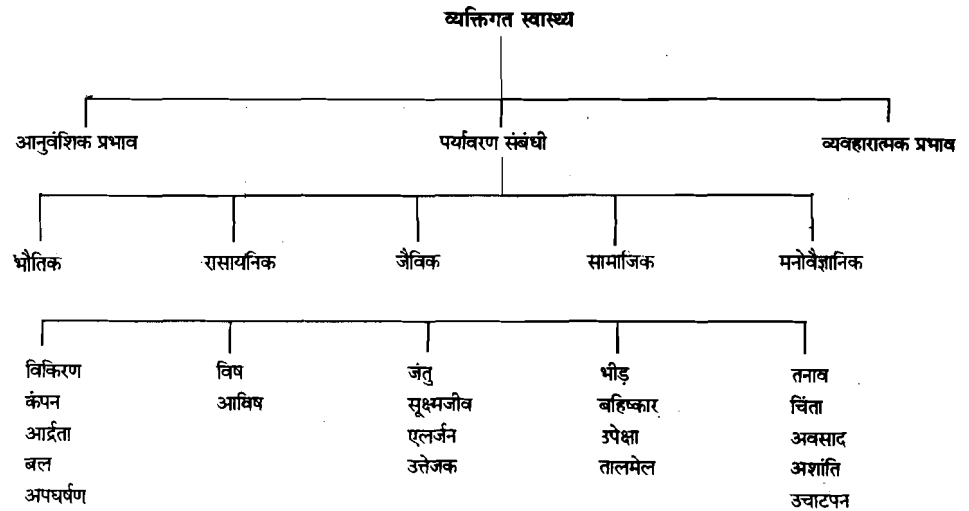 व्यक्तिगत स्वास्थ्य
आनुवंशिक प्रभाव पर्यावरण संबंधी व्यवहारात्मक प्रभाव
भौतिक रासायनिक जैविक सामाजिक मनोवैज्ञानिक
विकिरण विष जंतु भीड़ तनाव
कंपन आविष सूक्ष्मजीव बहिष्कार चिंता
आर्द्रता एलर्जन उपेक्षा अवसाद
बल उत्तेजक तालमेल अशांति
अपघर्षण उचाटपन